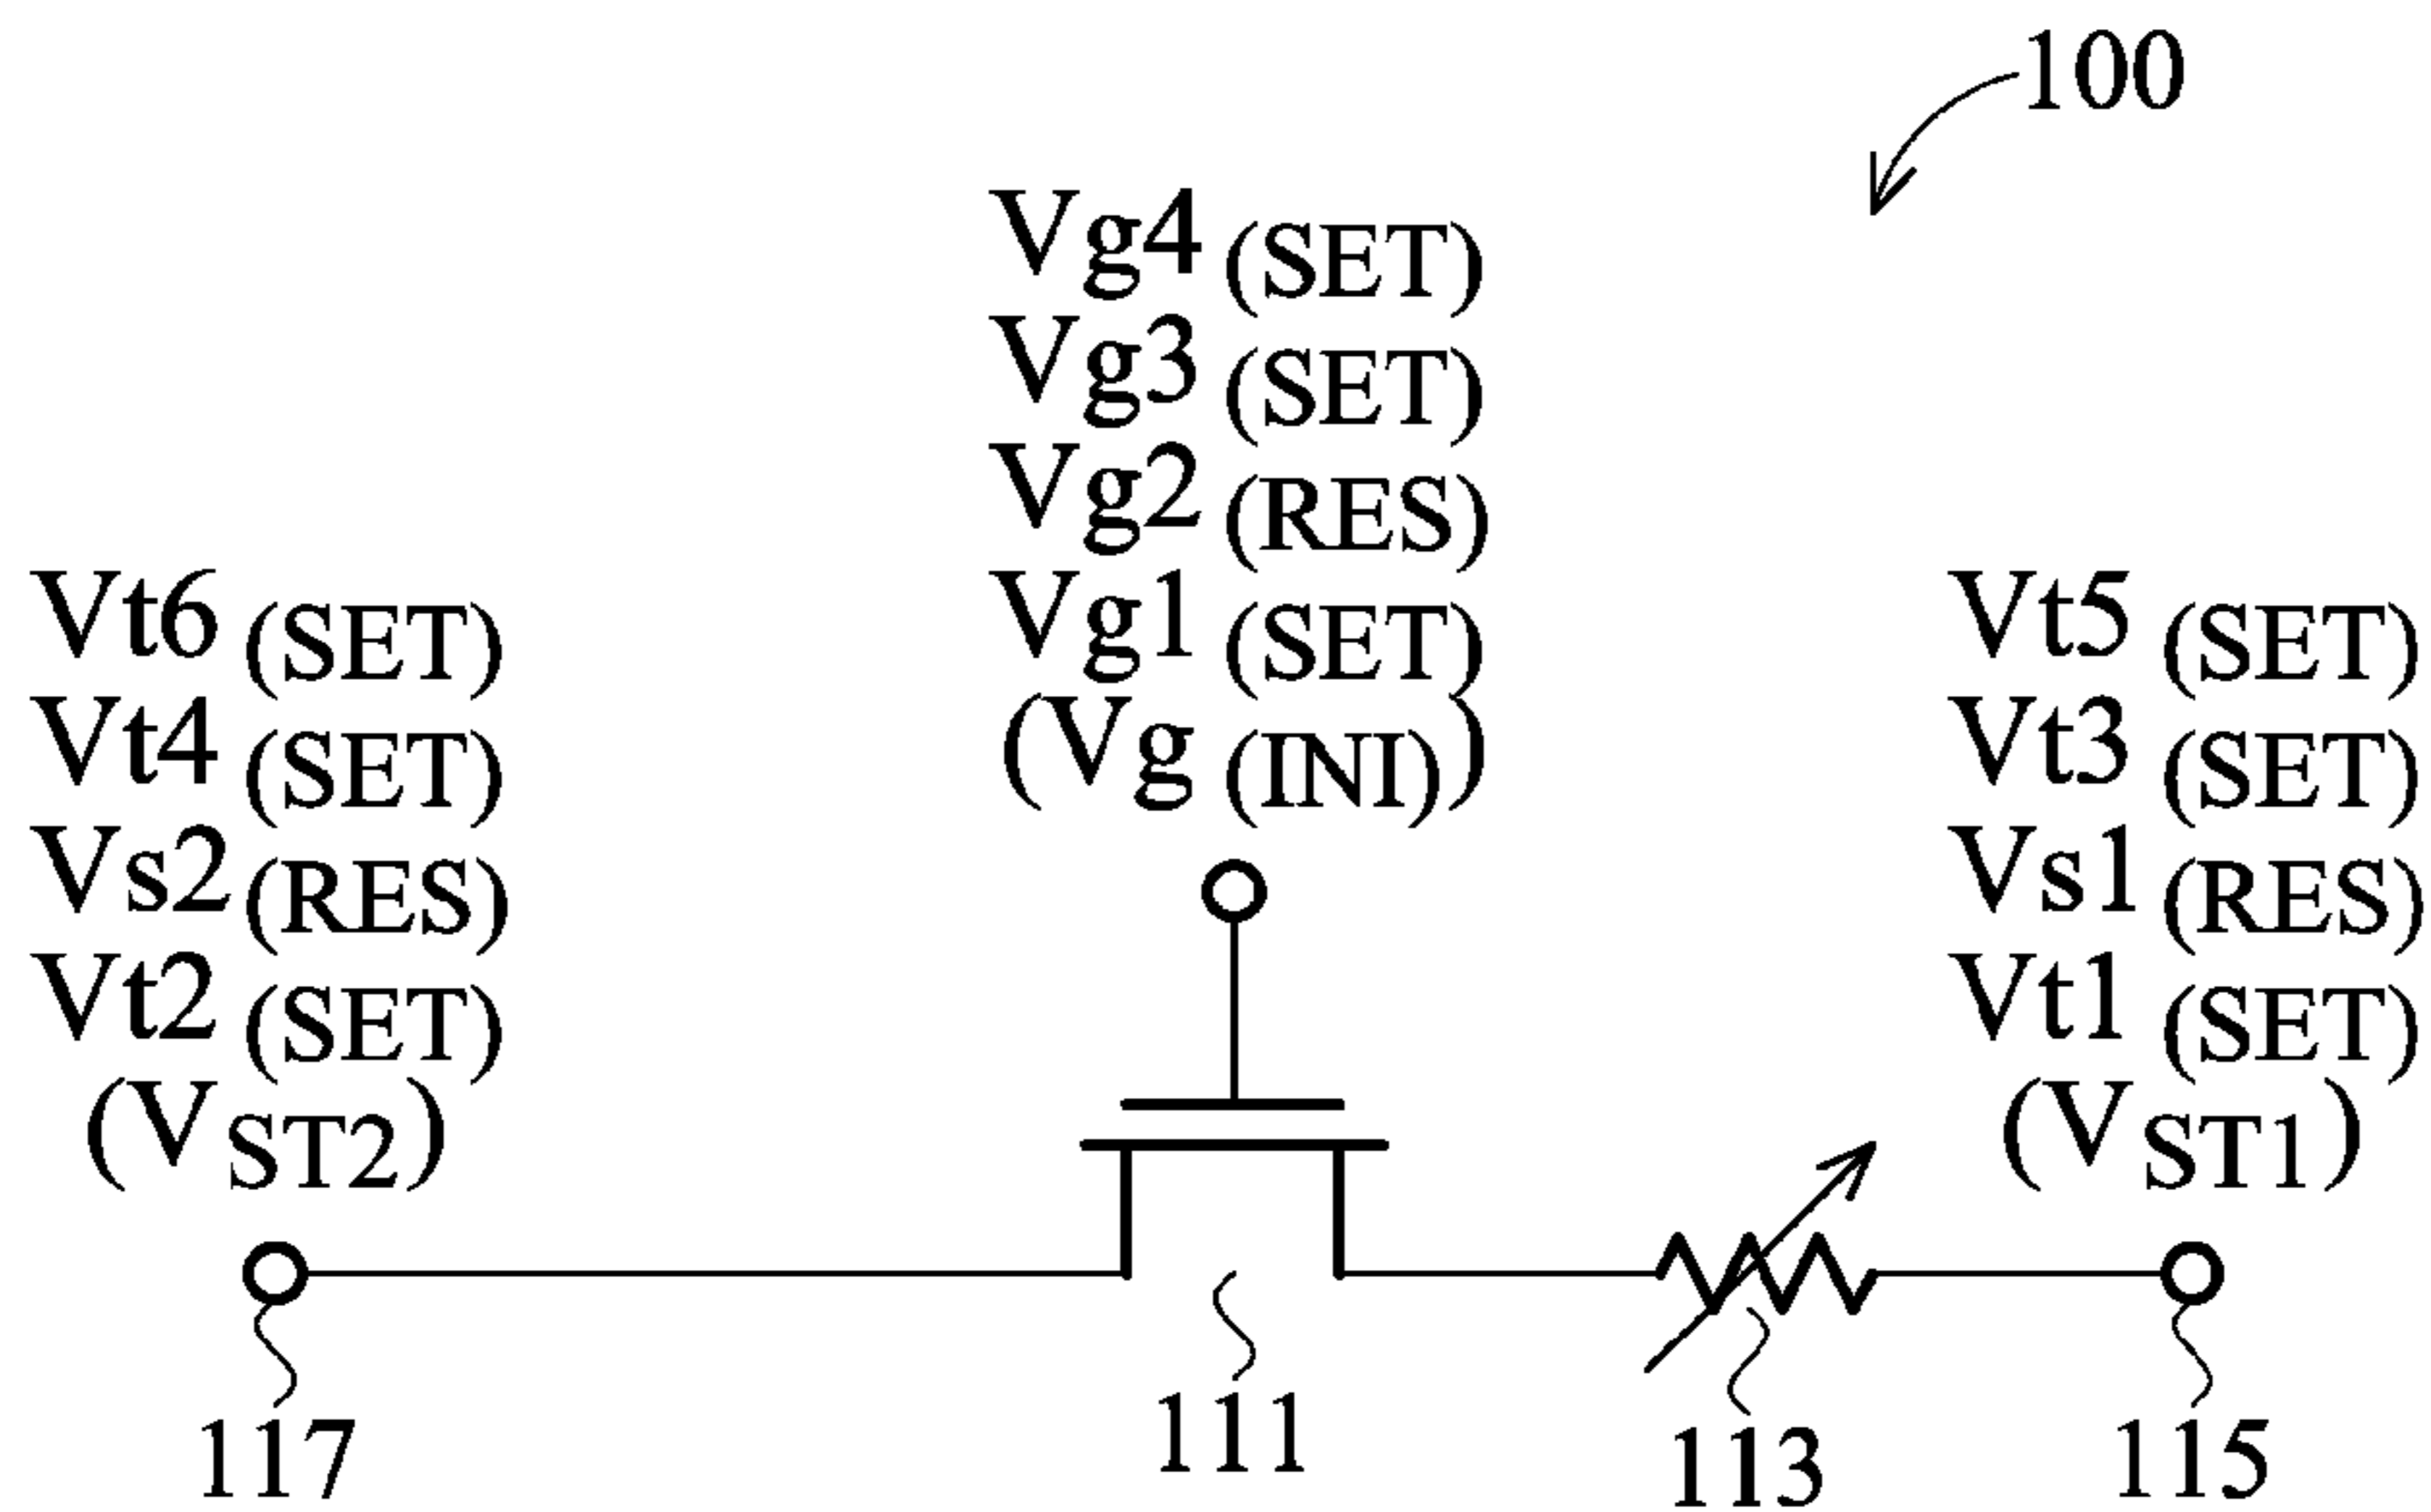 100
Vg4 (SET)
Vg3 (SET)
Vg2 (RES)
Vg1 (SET)
(Vg (INI))
Vt6 (SET)
Vt4 (SET)
Vs2 (RES)
Vt2 (SET)
(VST2)
Vt5 (SET)
Vt3 (SET)
Vs1 (RES)
Vt1 (SET)
(VST1)
117
111
113
115